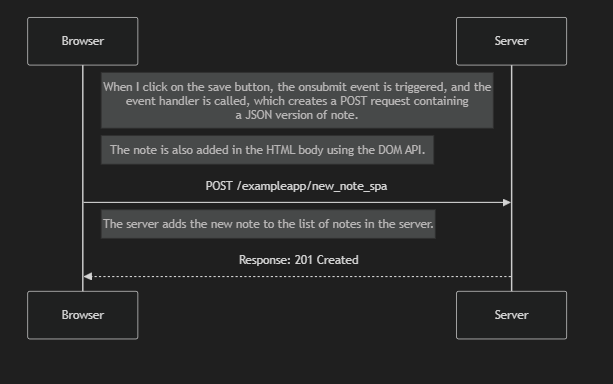 Browser
Server
When I click on the save button, the onsubmit event is triggered, and the
event handler is called, which creates a POST request containing
a JSON version of note.
The note is also added in the HTML body using the DOM API.
POST /exampleapp/new_note_spa
The server adds the new note to the list of notes in the server.
Response: 201 Created
Browser
Server